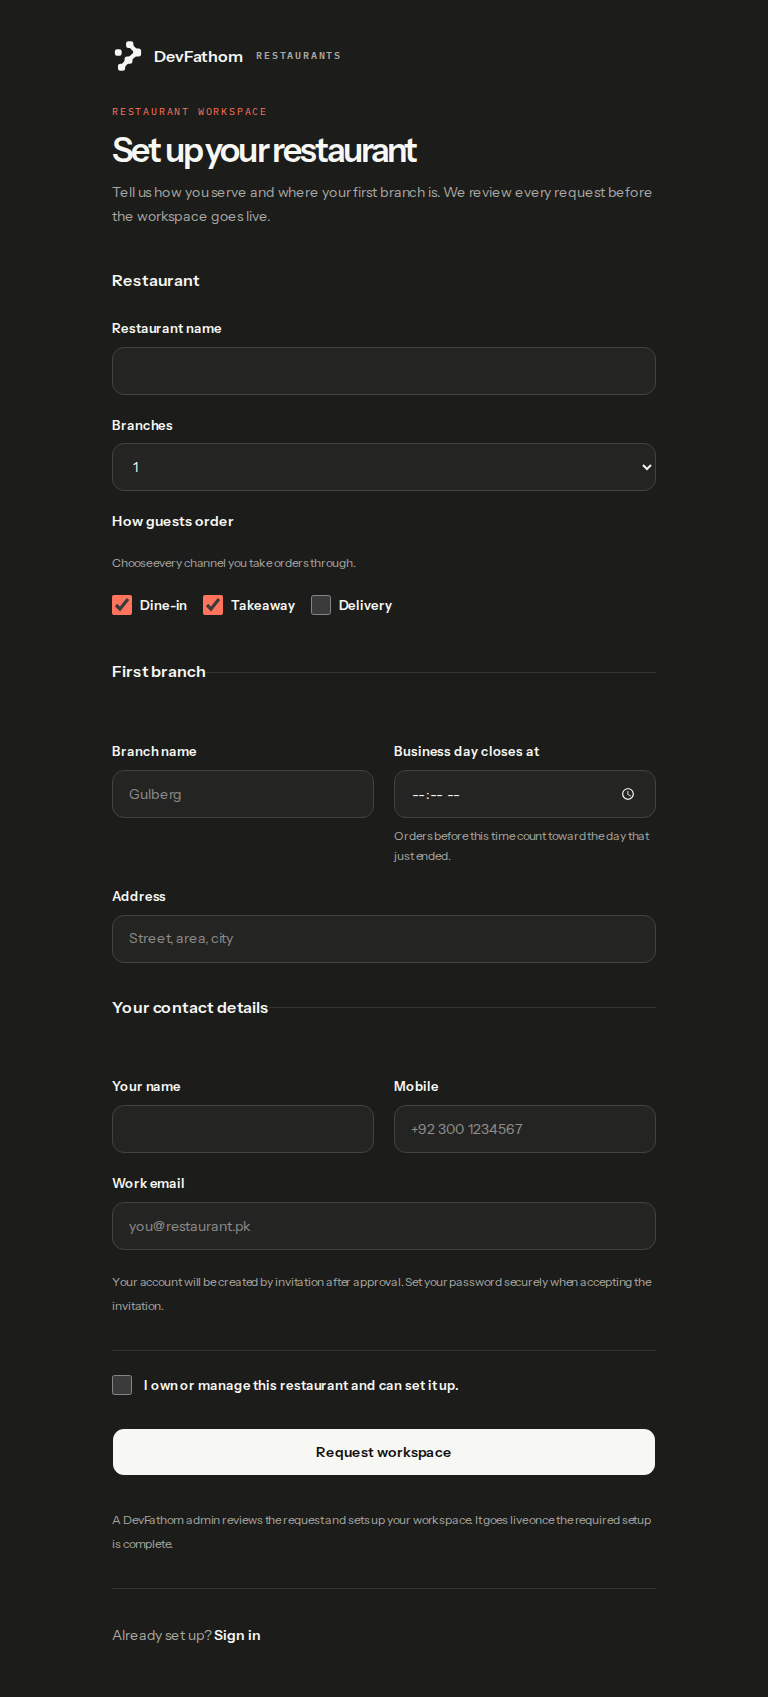 DevFathom RESTAURANTS
RESTAURANT WORKSPACE
Set up your restaurant
Tell us how you serve and where your first branch is. We review every request before
the workspace goes live.
Restaurant
Restaurant name
Branches
1
How guests order
Choose every channel you take orders through.
Dine-in Takeaway Delivery
First branch
Branch name Business day closes at
Gulberg --:-- --
Orders before this time count toward the day that
just ended.
Address
Street, area, city
Your contact details
Your name Mobile
+92 300 1234567
Work email
you@restaurant.pk
Your account will be created by invitation after approval. Set your password securely when accepting the
invitation.
I own or manage this restaurant and can set it up.
Request workspace
A DevFathom admin reviews the request and sets up your workspace. It goes live once the required setup
is complete.
Already set up? Sign in